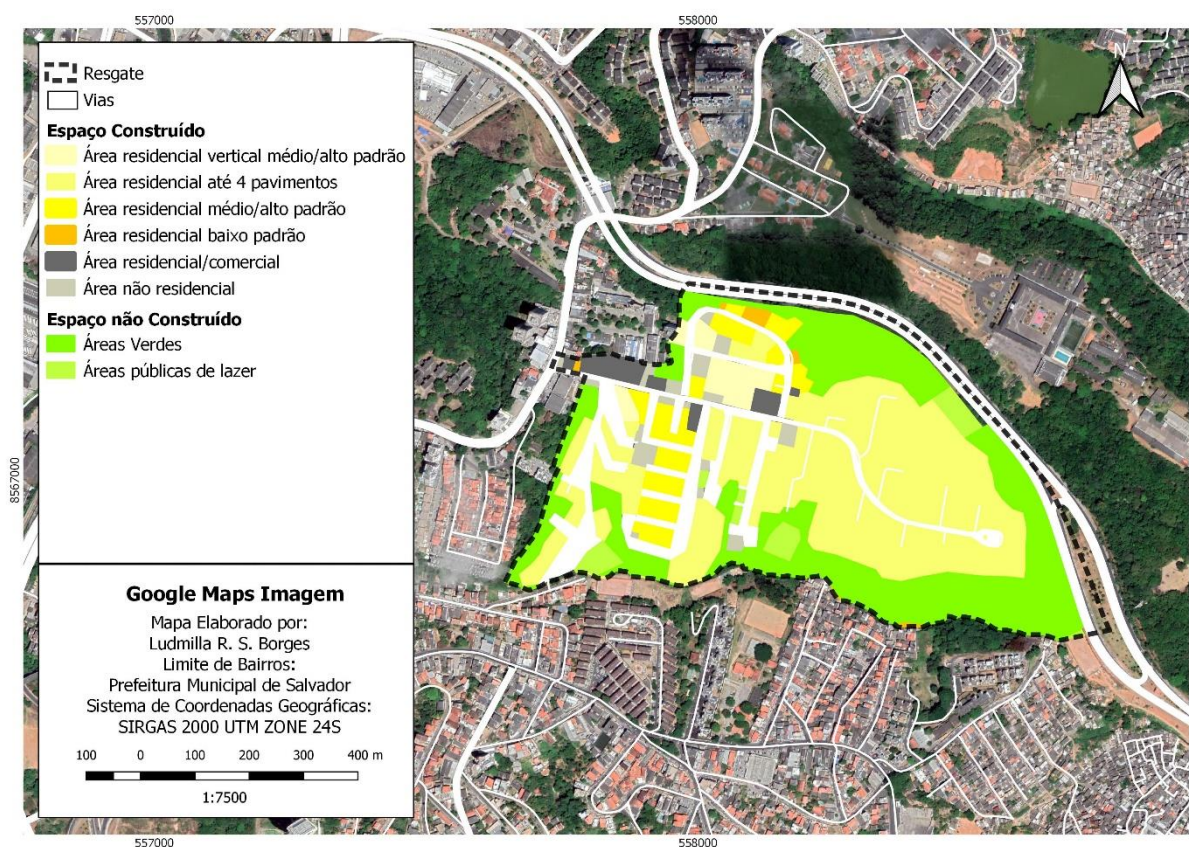 557000
558000
Resgate
Vias
Espaço Construído
Área residencial vertical médio/alto padrão
Área residencial até 4 pavimentos
Área residencial médio/alto padrão
Área residencial baixo padrão
Área residencial/comercial
Área não residencial
Espaço não Construído
Áreas Verdes
Áreas públicas de lazer
N
8567000
Google Maps Imagem
Mapa Elaborado por:
Ludmilla R. S. Borges
Limite de Bairros:
Prefeitura Municipal de Salvador
Sistema de Coordenadas Geográficas:
SIRGAS 2000 UTM ZONE 24S
100 0 100 200 300 400 m
1:7500
557000
558000